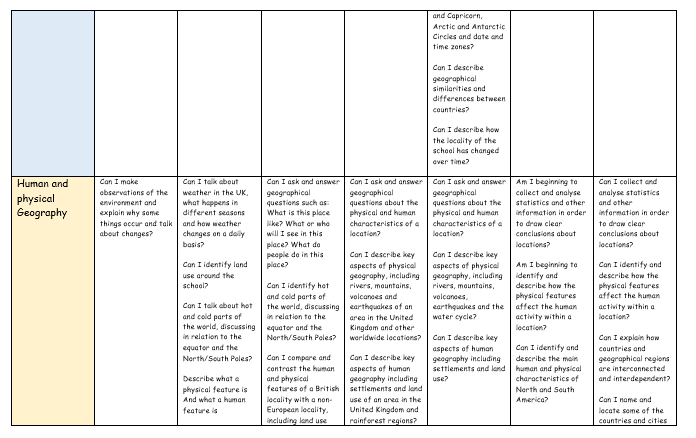 and Capricorn,
Arctic and Antarctic
Circles and date and
time zones?
Can I describe
geographical
similarities and
differences between
countries?
Can I describe how
the locality of the
school has changed
over time?
Human and
physical
Geography
Can I make
observations of the
environment and
explain why some
things occur and talk
about changes?
Can I talk about
weather in the UK,
what happens in
different seasons
and how weather
changes on a daily
basis?
Can I identify land
use around the
school?
Can I talk about hot
and cold parts of
the world, discussing
in relation to the
equator and the
North/South Poles?
Describe what a
physical feature is
And what a human
feature is
Can I ask and answer
geographical
questions such as:
What is this place
like? What or who
will I see in this
place? What do
people do in this
place?
Can I identify hot
and cold parts of
the world, discussing
in relation to the
equator and the
North/South Poles?
Can I compare and
contrast the human
and physical
features of a British
locality with a non-
European locality,
including land use
Can I ask and answer
geographical
questions about the
physical and human
characteristics of a
location?
Can I describe key
aspects of physical
geography, including
rivers, mountains,
volcanoes and
earthquakes of an
area in the United
Kingdom and other
worldwide locations?
Can I describe key
aspects of human
geography including
settlements and land
use of an area in the
United Kingdom and
rainforest regions?
Can I ask and answer
geographical
questions about the
physical and human
characteristics of a
location?
Can I describe key
aspects of physical
geography, including
rivers, mountains,
volcanoes,
earthquakes and the
water cycle?
Can I describe key
aspects of human
geography including
settlements and land
use?
Am I beginning to
collect and analyse
statistics and other
information in order
to draw clear
conclusions about
locations?
Am I beginning to
identify and
describe how the
physical features
affect the human
activity within a
location?
Can I identify and
describe the main
human and physical
characteristics of
North and South
America?
Can I collect and
analyse statistics
and other
information in order
to draw clear
conclusions about
locations?
Can I identify and
describe how the
physical features
affect the human
activity within a
location?
Can I explain how
countries and
geographical regions
are interconnected
and interdependent?
Can I name and
locate some of the
countries and cities